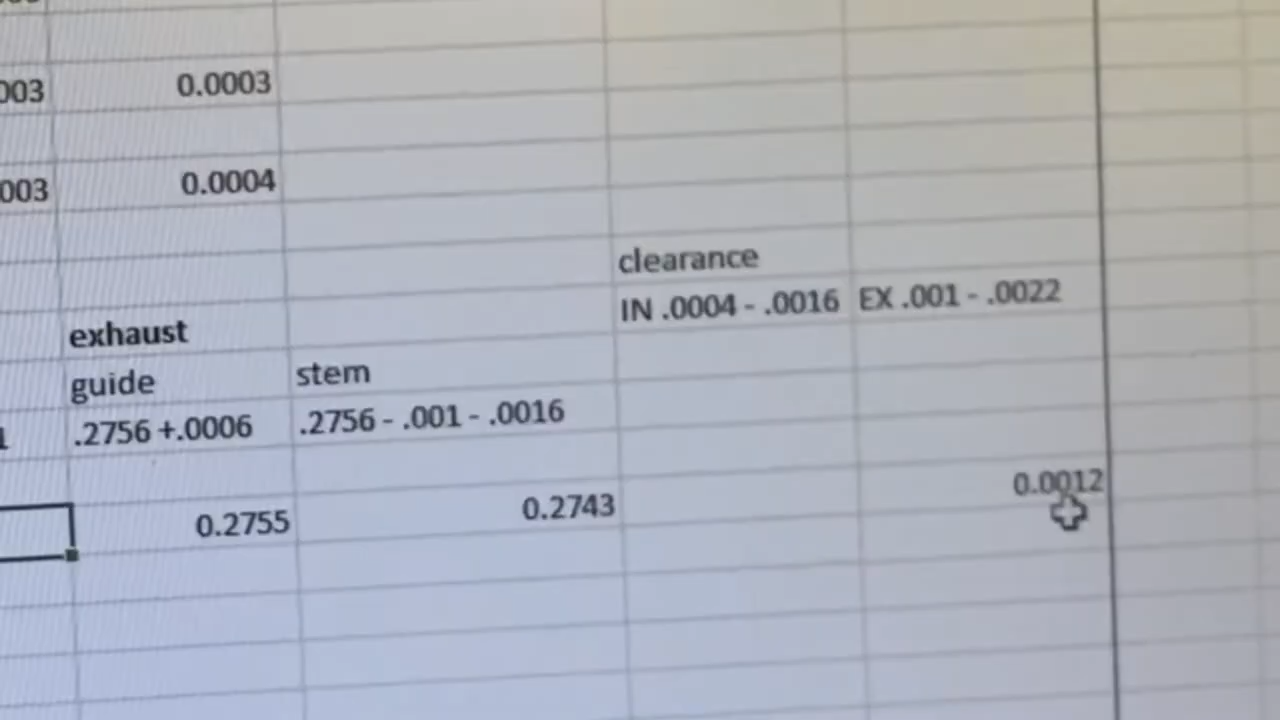 003 0.0003
003 0.0004
clearance
IN .0004 - .0016 EX .001 - .0022
exhaust
guide stem
1 .2756 +.0006 .2756 - .001 - .0016
0.2755 0.2743 0.0012